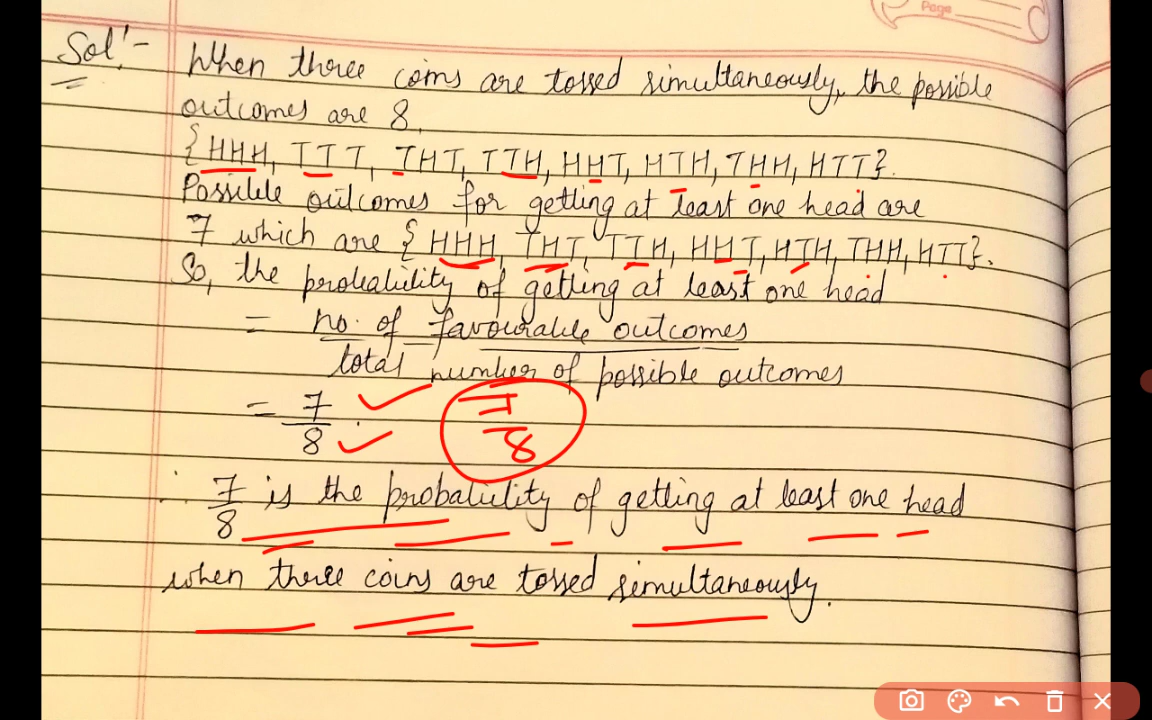 Page
Sol!-
When three coins are tossed simultaneously, the possible
outcomes are 8.
{HHH, TTT, THT, TTH, HHT, HTH, THH, HTT}.
Possible outcomes for getting at least one head are
7 which are {HHH, THT, TTH, HHT, HTH, THH, HTT}.
So, the probability of getting at least one head
= no. of favourable outcomes
total number of possible outcomes
= 7/8
7/8
∴ 7/8 is the probability of getting at least one head
when three coins are tossed simultaneously.